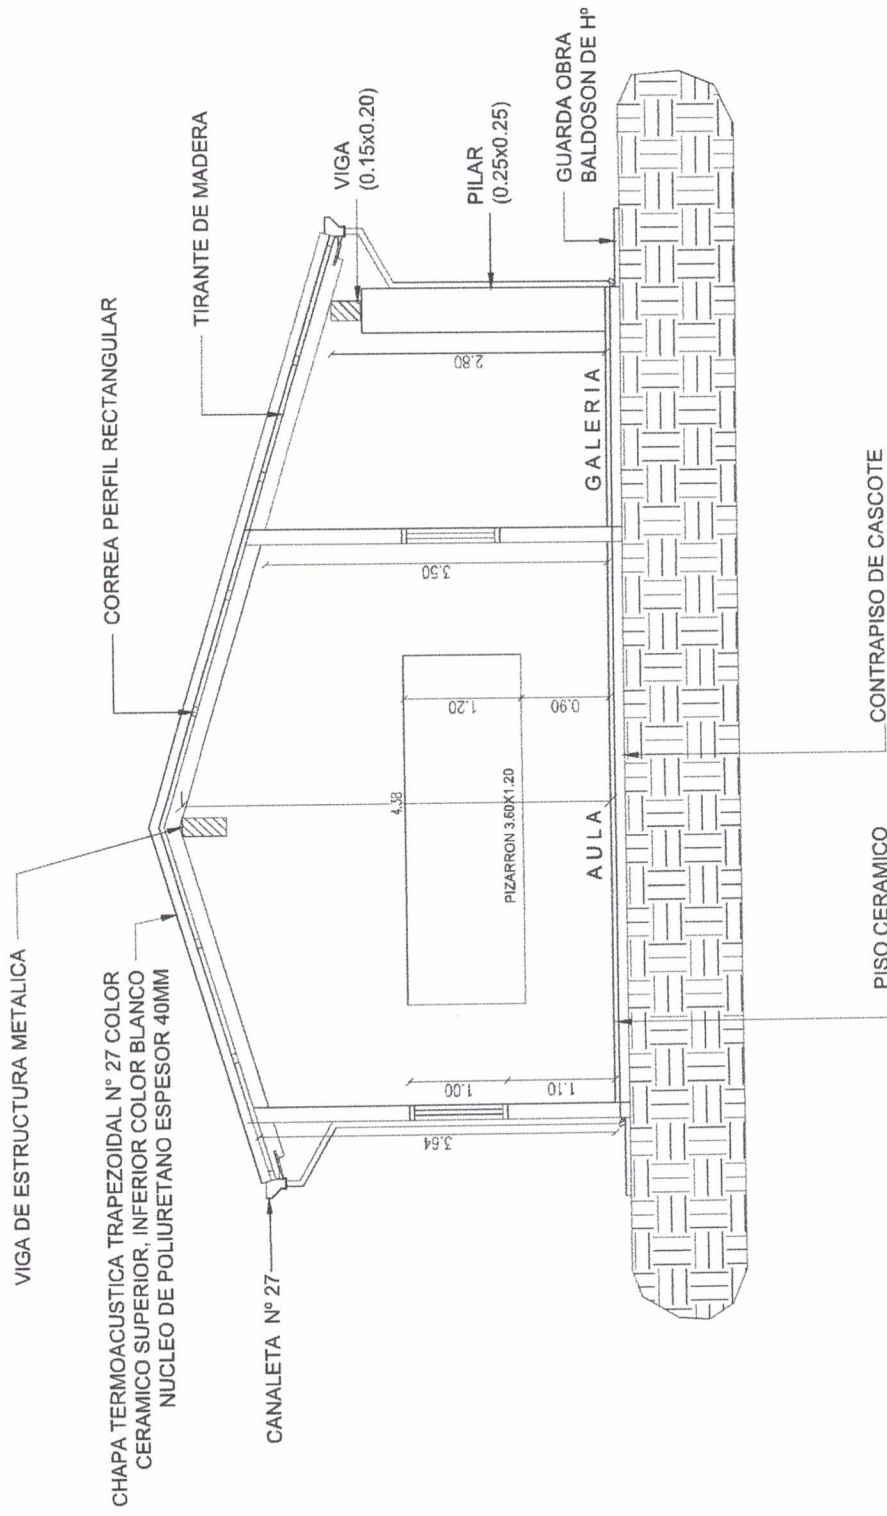 VIGA DE ESTRUCTURA METALICA
CHAPA TERMOACUSTICA TRAPEZOIDAL N° 27 COLOR
CERAMICO SUPERIOR, INFERIOR COLOR BLANCO
NUCLEO DE POLIURETANO ESPESOR 40MM
CANALETA Nº 27
CORREA PERFIL RECTANGULAR
TIRANTE DE MADERA
VIGA
(0.15x0.20)
PILAR
(0.25x0.25)
GUARDA OBRA
BALDOSON DE Hº
3.64
1.00
1.10
4.38
PIZARRON 3.60X1.20
1.20
0.90
3.50
2.80
AULA
GALERIA
PISO CERAMICO
CONTRAPISO DE CASCOTE